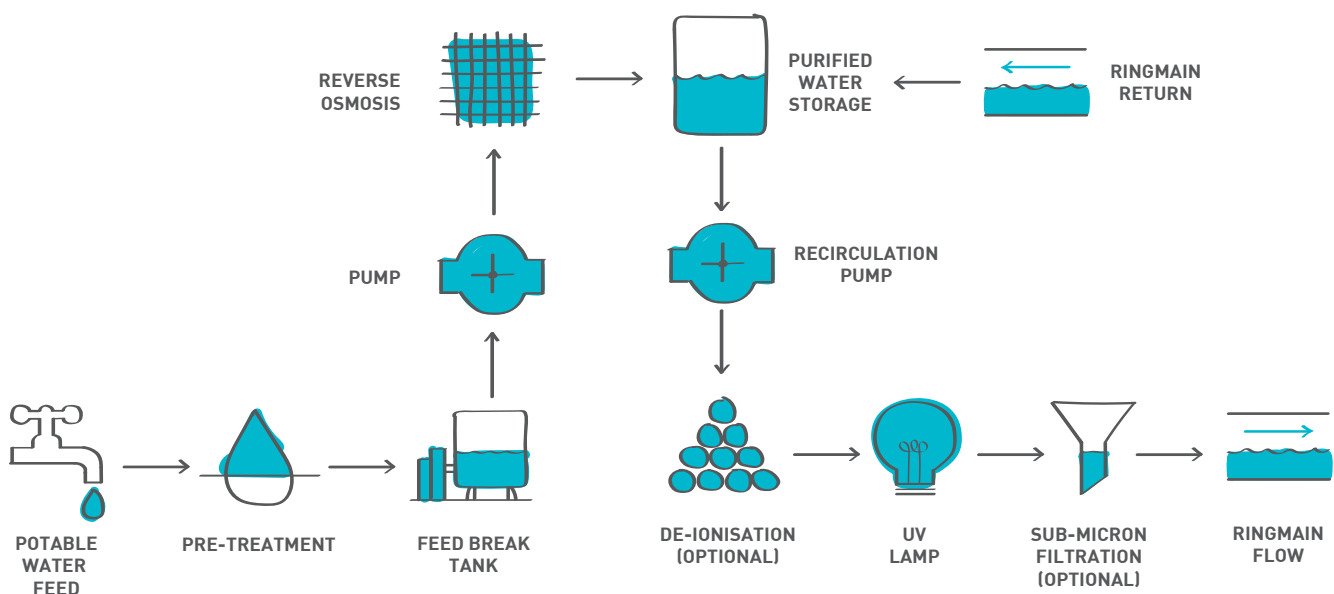 REVERSE
OSMOSIS
PURIFIED
WATER
STORAGE
RINGMAIN
RETURN
PUMP
RECIRCULATION
PUMP
POTABLE
WATER
FEED
PRE-TREATMENT
FEED BREAK
TANK
DE-IONISATION
(OPTIONAL)
UV
LAMP
SUB-MICRON
FILTRATION
(OPTIONAL)
RINGMAIN
FLOW